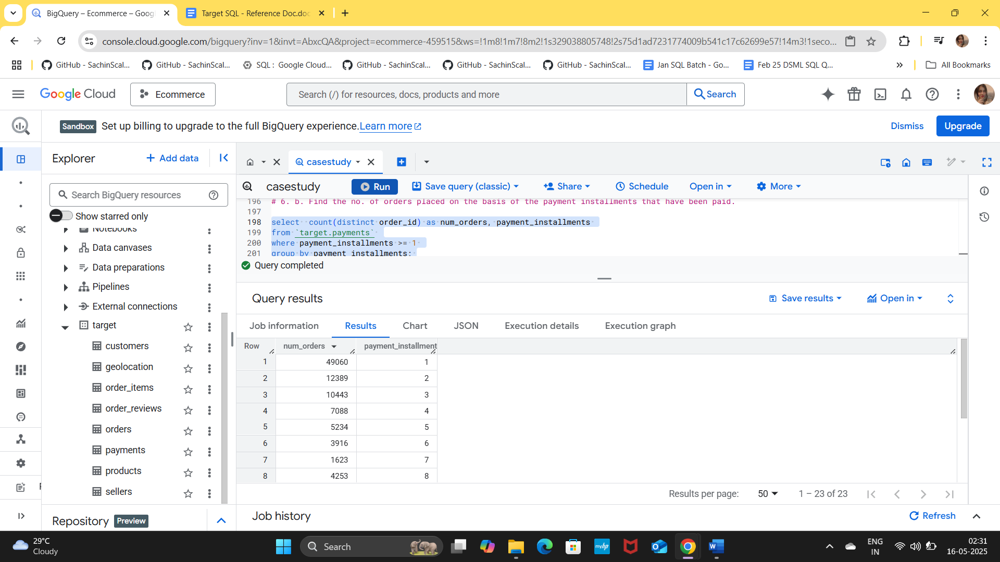 BigQuery – Ecommerce – Goog
Target SQL - Reference Doc.doc
console.cloud.google.com/bigquery?inv=1&invt=AbxcQA&project=ecommerce-459515&ws=!1m8!1m7!8m2!1s329038805748!2s75d1ad7231774009b541c17c62699e57!14m3!1seco...
GitHub - SachinScal...
GitHub - SachinScal...
SQL : Google Cloud...
GitHub - SachinScal...
GitHub - SachinScal...
GitHub - SachinScal...
Jan SQL Batch - Go...
Feb 25 DSML SQL Q...
All Bookmarks
Google Cloud
Ecommerce
Search (/) for resources, docs, products and more
Search
Sandbox
Set up billing to upgrade to the full BigQuery experience. Learn more
Dismiss
Upgrade
Explorer
Add data
casestudy
casestudy
Run
Save query (classic)
Share
Schedule
Open in
More
Search BigQuery resources
Show starred only
Notebooks
Data canvases
Data preparations
Pipelines
External connections
target
customers
geolocation
order_items
order_reviews
orders
payments
products
sellers
Repository
Preview
196 # 6. b. Find the no. of orders placed on the basis of the payment installments that have been paid.
197
198 select count(distinct order_id) as num_orders, payment_installments
199 from `target.payments`
200 where payment_installments >= 1
201 group by payment_installments;
Query completed
Query results
Save results
Open in
Job information
Results
Chart
JSON
Execution details
Execution graph
Row num_orders payment_installment
1 49060 1
2 12389 2
3 10443 3
4 7088 4
5 5234 5
6 3916 6
7 1623 7
8 4253 8
Results per page: 50 1 – 23 of 23
Job history
Refresh
29°C
Cloudy
Search
myhp
ENG
IN
02:31
16-05-2025